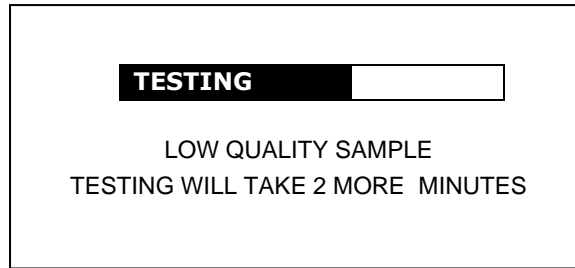 TESTING
LOW QUALITY SAMPLE
TESTING WILL TAKE 2 MORE  MINUTES